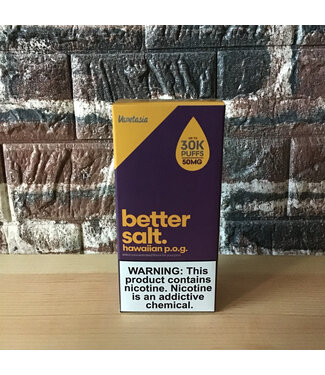 Vapetasia
UP TO
30K
PUFFS
50MG
better
salt.
hawaiian p.o.g.
WARNING: This
product contains
nicotine. Nicotine
is an addictive
chemical.